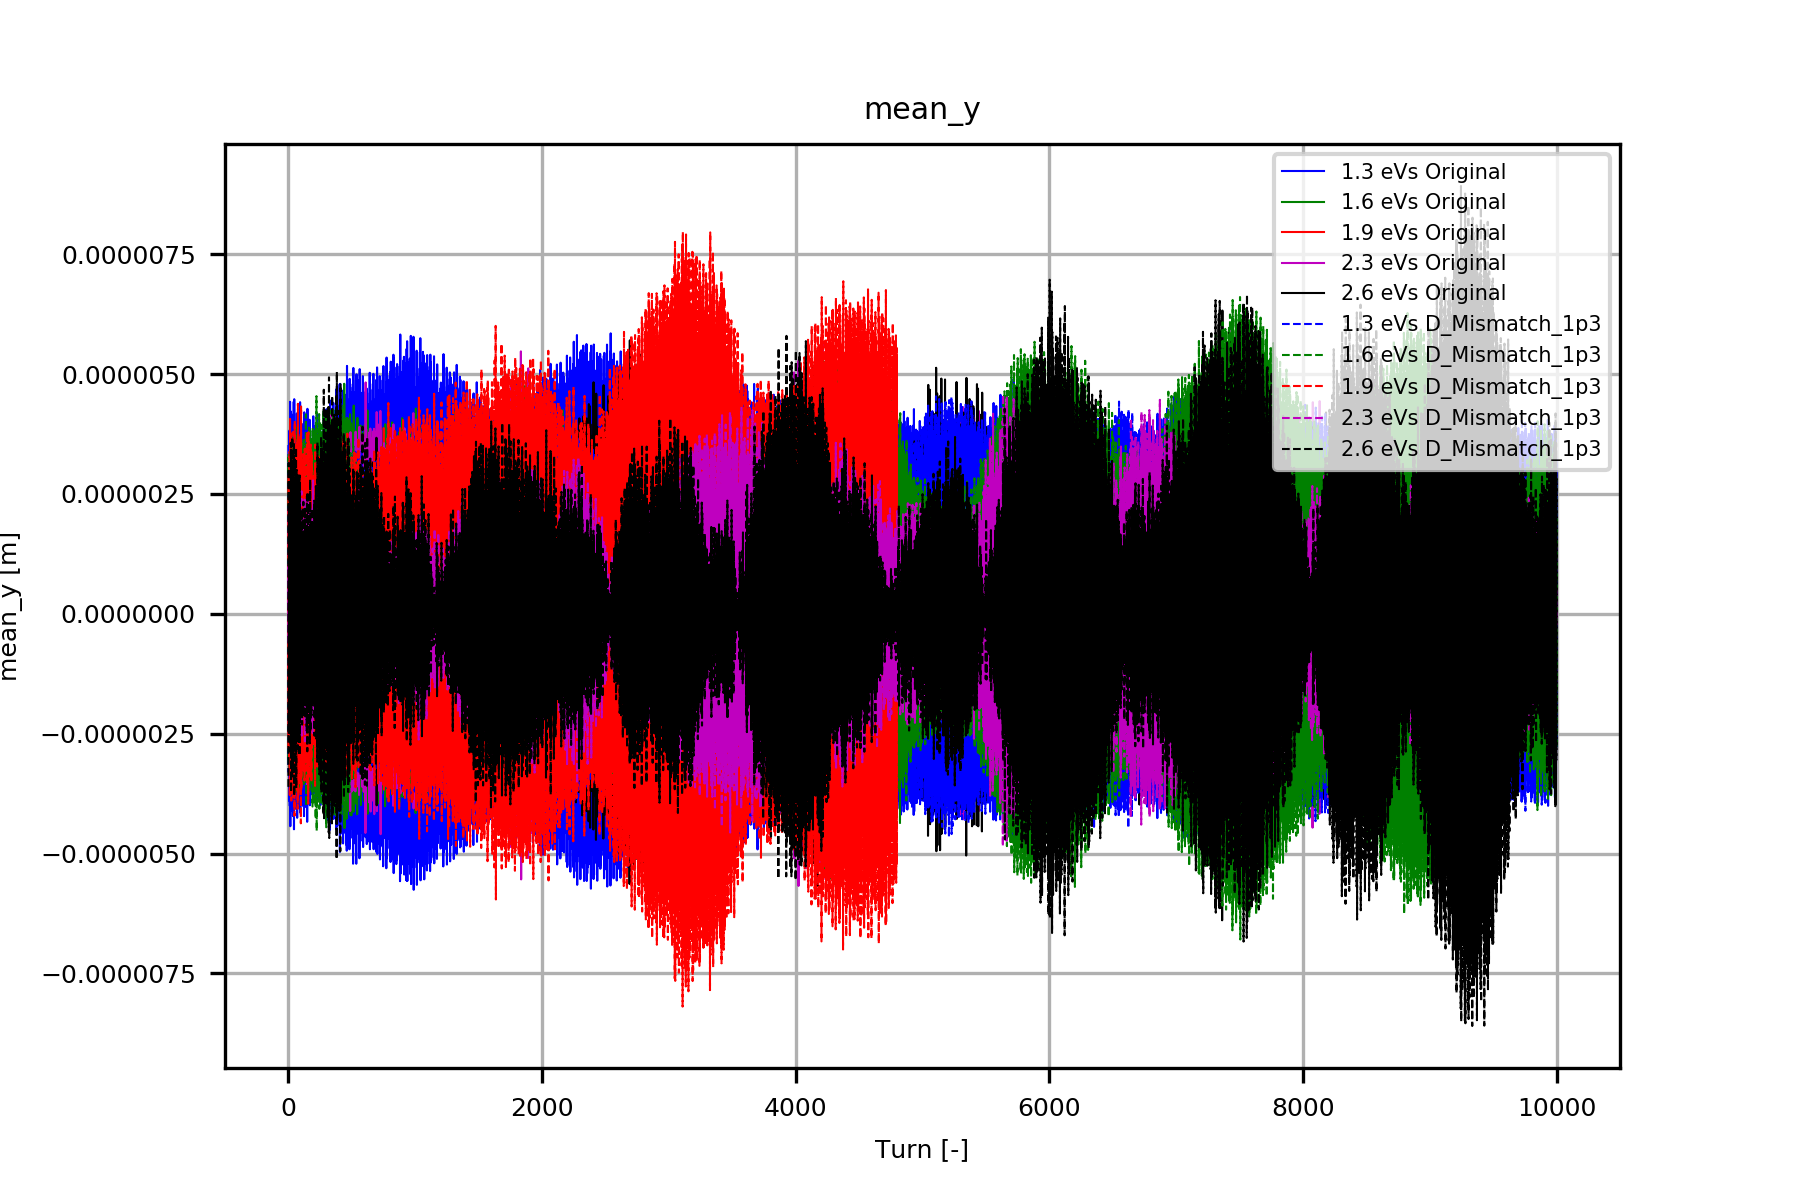 mean_y
1.3 eVs Original
1.6 eVs Original
1.9 eVs Original
2.3 eVs Original
2.6 eVs Original
1.3 eVs D_Mismatch_1p3
1.6 eVs D_Mismatch_1p3
1.9 eVs D_Mismatch_1p3
2.3 eVs D_Mismatch_1p3
2.6 eVs D_Mismatch_1p3
0.0000075
0.0000050
0.0000025
0.0000000
−0.0000025
−0.0000050
−0.0000075
mean_y [m]
0 2000 4000 6000 8000 10000
Turn [-]